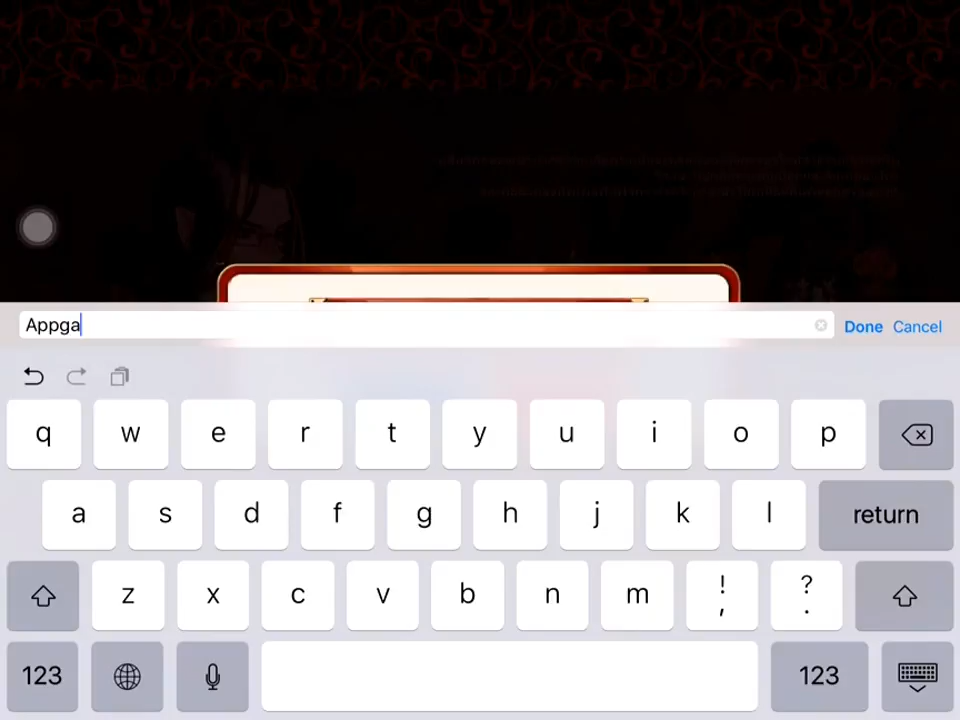 Appga
Done Cancel
q w e r t y u i o p
a s d f g h j k l return
z x c v b n m ! , ? .
123 123